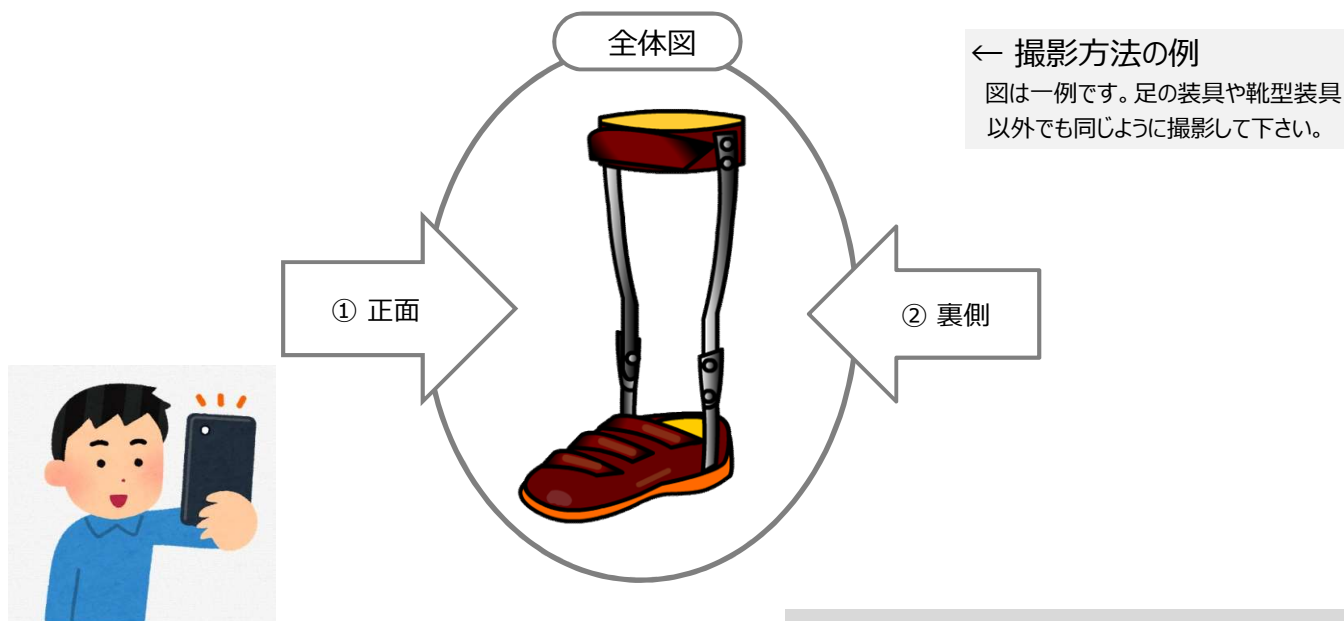 全体図
← 撮影方法の例
図は一例です。足の装具や靴型装具
以外でも同じように撮影して下さい。
① 正面
② 裏側